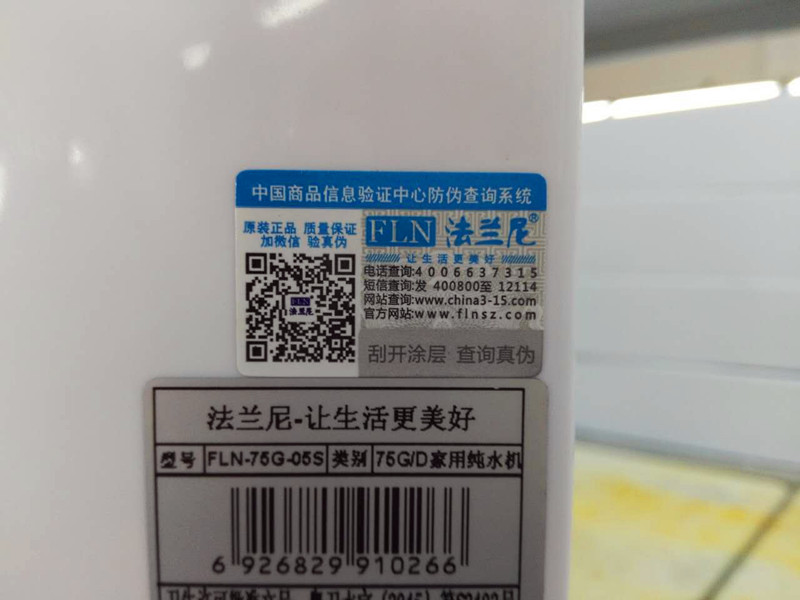 中国商品信息验证中心防伪查询系统
原装正品 质量保证
加微信 验真伪
FLN 法兰尼®
让生活更美好
电话查询:4006637315
短信查询:发 400800至 12114
网站查询:www.china3-15.com
官方网站:www.flnsz.com
FLN
法兰尼
刮开涂层 查询真伪
法兰尼-让生活更美好
型号 FLN-75G-05S 类别 75G/D家用纯水机
6 926829 910266